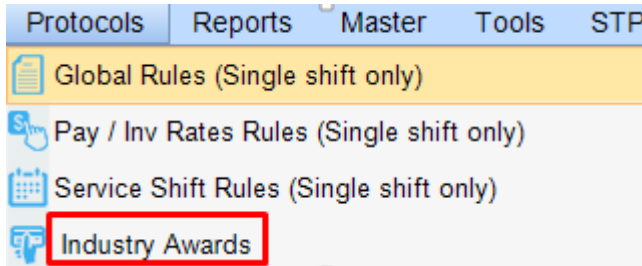 Protocols Reports Master Tools STP
Global Rules (Single shift only)
Pay / Inv Rates Rules (Single shift only)
Service Shift Rules (Single shift only)
Industry Awards